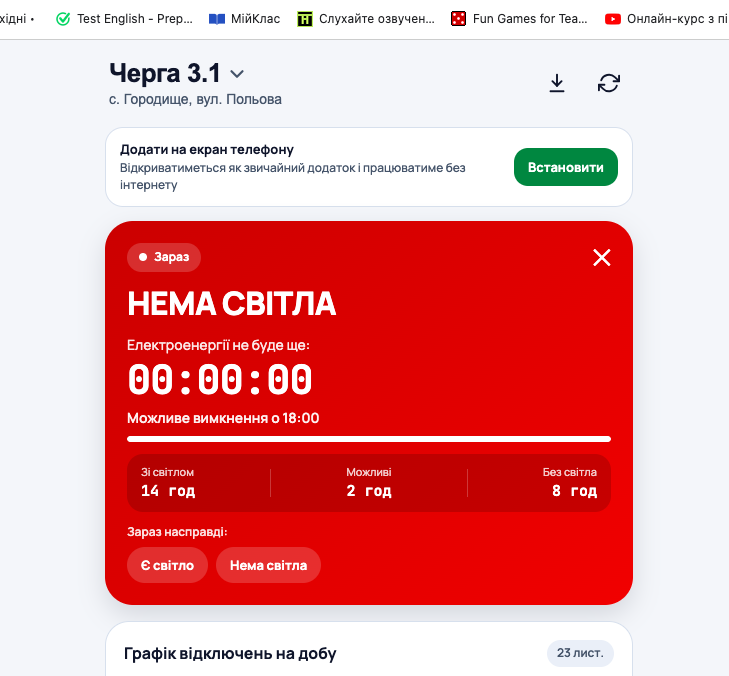 хідні •
Test English - Prep...
МійКлас
Слухайте озвучен...
Fun Games for Tea...
Онлайн-курс з пі
Черга 3.1
с. Городище, вул. Польова
Додати на екран телефону
Відкриватиметься як звичайний додаток і працюватиме без
інтернету
Встановити
Зараз
НЕМА СВІТЛА
Електроенергії не буде ще:
00:00:00
Можливе вимкнення о 18:00
Зі світлом
14 год
Можливі
2 год
Без світла
8 год
Зараз насправді:
Є світло
Нема світла
Графік відключень на добу
23 лист.